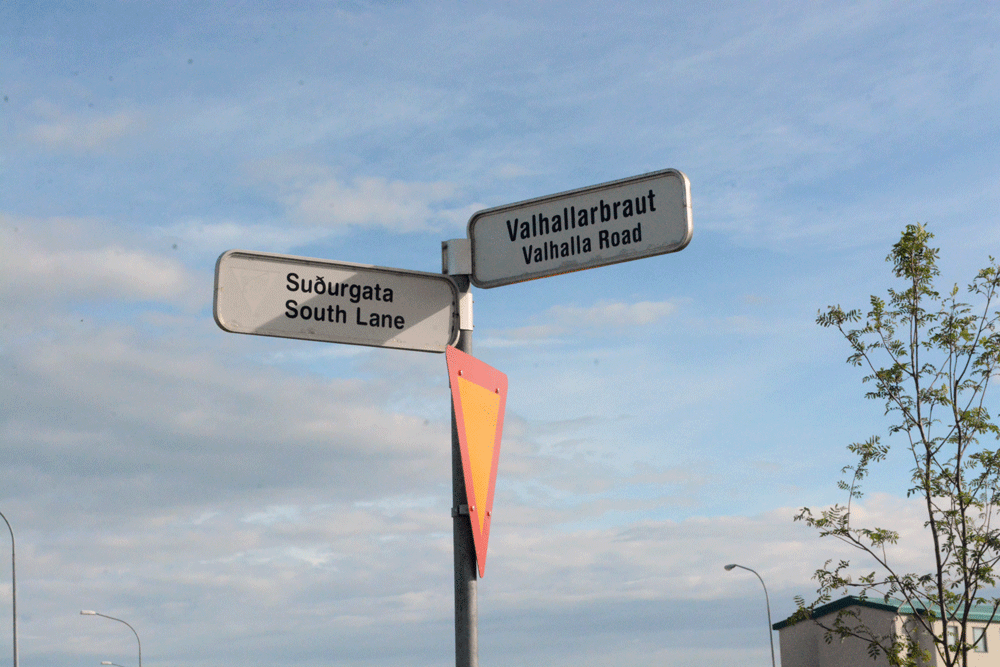 Suðurgata
South Lane
Valhallarbraut
Valhalla Road